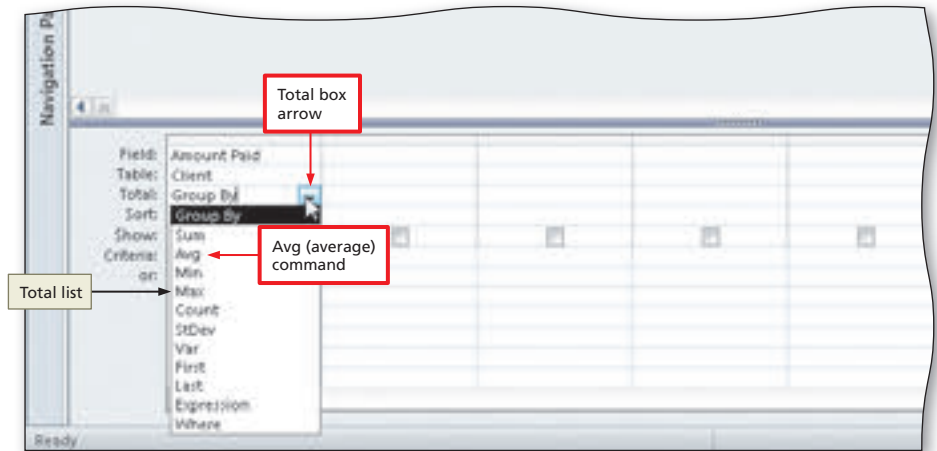 Navigation Pa
Total box
arrow
Field: Amount Paid
Table: Client
Total: Group By
Sort: Group By
Show: Sum
Criteria: Avg
or: Min
Avg (average)
command
Total list
Max
Count
StDev
Var
First
Last
Expression
Where
Ready